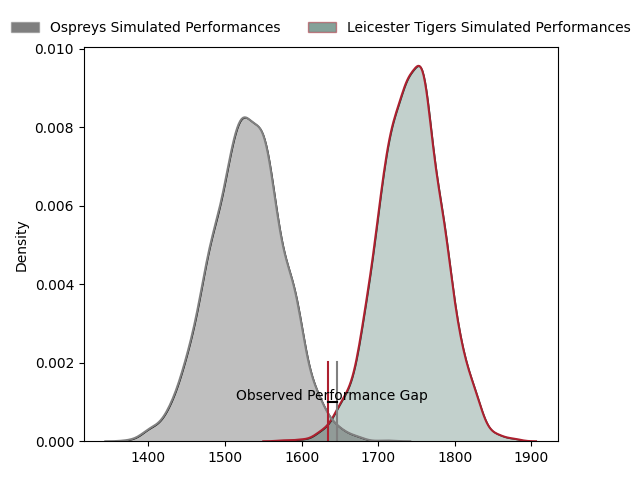 Ospreys Simulated Performances Leicester Tigers Simulated Performances
0.010
0.008
0.006
Density
0.004
0.002
Observed Performance Gap
0.000
1400 1500 1600 1700 1800 1900